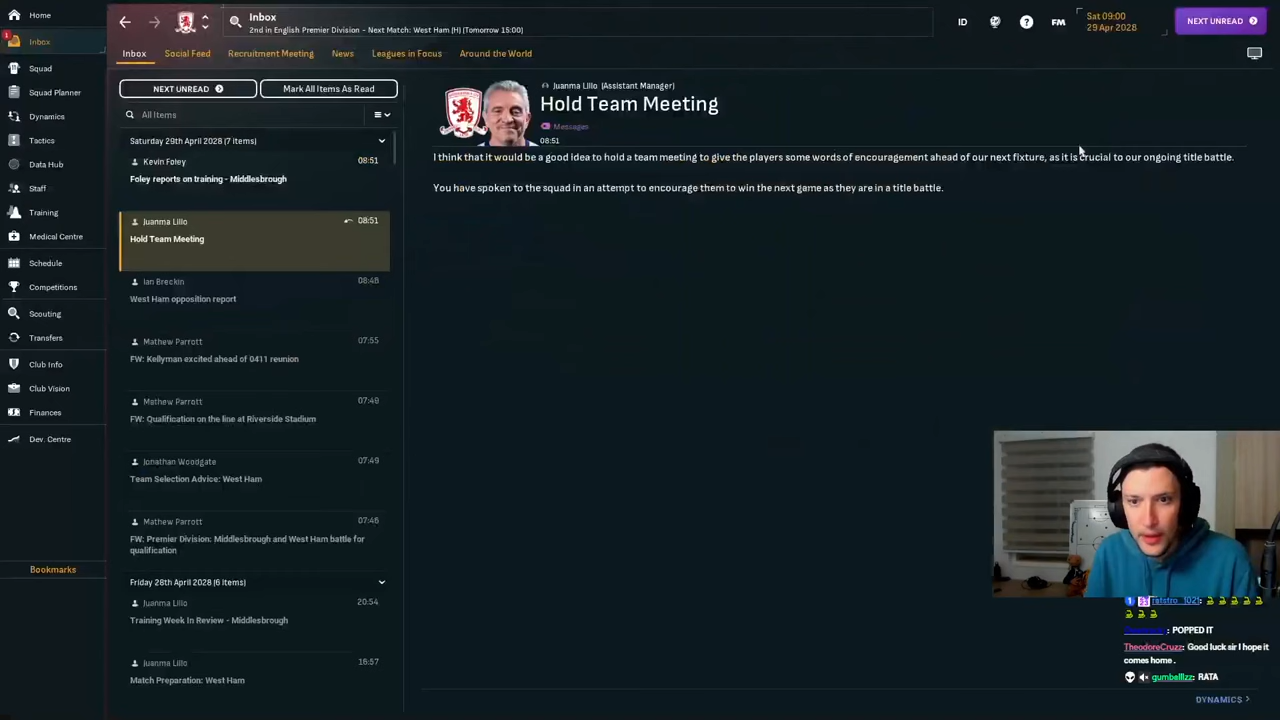 Home
1
Inbox
Squad
Squad Planner
Dynamics
Tactics
Data Hub
Staff
Training
Medical Centre
Schedule
Competitions
Scouting
Transfers
Club Info
Club Vision
Finances
Dev. Centre
Bookmarks
Inbox
2nd in English Premier Division - Next Match: West Ham (H) (Tomorrow 15:00)
ID
FM
Sat 09:00
29 Apr 2028
NEXT UNREAD
Inbox
Social Feed
Recruitment Meeting
News
Leagues in Focus
Around the World
NEXT UNREAD
Mark All Items As Read
All Items
Saturday 29th April 2028 (7 items)
Kevin Foley 08:51
Foley reports on training - Middlesbrough
Juanma Lillo 08:51
Hold Team Meeting
Ian Breckin 08:48
West Ham opposition report
Mathew Parrott 07:55
FW: Kellyman excited ahead of 0411 reunion
Mathew Parrott 07:49
FW: Qualification on the line at Riverside Stadium
Jonathan Woodgate 07:49
Team Selection Advice: West Ham
Mathew Parrott 07:46
FW: Premier Division: Middlesbrough and West Ham battle for
qualification
Friday 28th April 2028 (6 items)
Juanma Lillo 20:54
Training Week In Review - Middlesbrough
Juanma Lillo 16:57
Match Preparation: West Ham
Juanma Lillo (Assistant Manager)
Hold Team Meeting
Messages
08:51
I think that it would be a good idea to hold a team meeting to give the players some words of encouragement ahead of our next fixture, as it is crucial to our ongoing title battle.
You have spoken to the squad in an attempt to encourage them to win the next game as they are in a title battle.
ratstro_1021:
: POPPED IT
TheodoreCruzz: Good luck sir I hope it
comes home .
gumballlzz: RATA
DYNAMICS